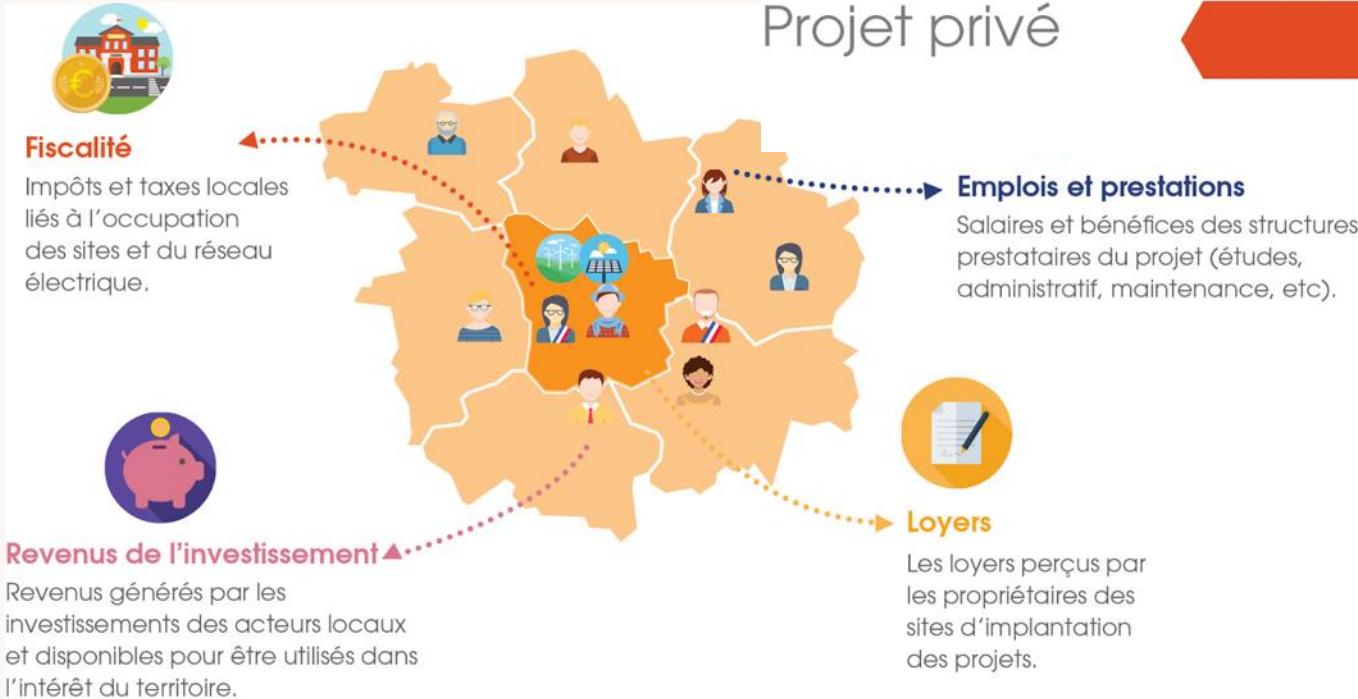 Projet privé
Fiscalité
Impôts et taxes locales
liés à l'occupation
des sites et du réseau
électrique.
Emplois et prestations
Salaires et bénéfices des structures
prestataires du projet (études,
administratif, maintenance, etc).
Revenus de l'investissement
Revenus générés par les
investissements des acteurs locaux
et disponibles pour être utilisés dans
l'intérêt du territoire.
Loyers
Les loyers perçus par
les propriétaires des
sites d'implantation
des projets.